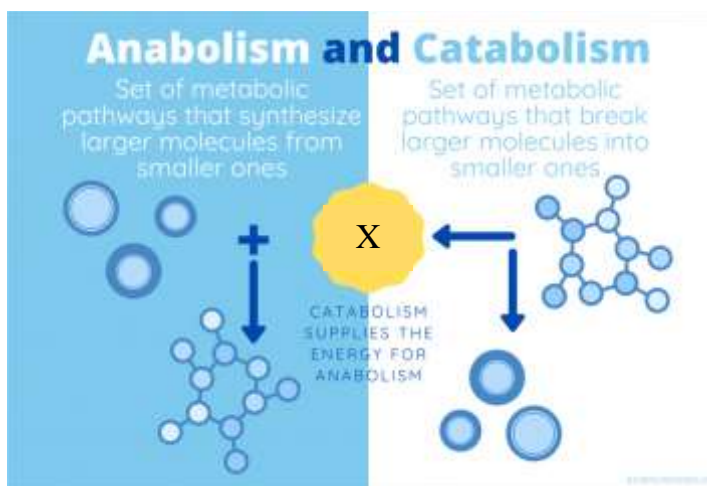 Anabolism and Catabolism
Set of metabolic
pathways that synthesize
larger molecules from
smaller ones
Set of metabolic
pathways that break
larger molecules into
smaller ones
+
X
CATABOLISM
SUPPLIES THE
ENERGY FOR
ANABOLISM